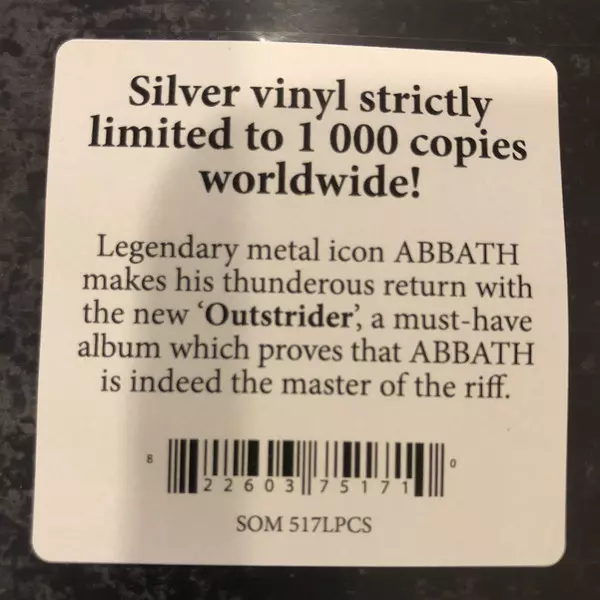 Silver vinyl strictly
limited to 1 000 copies
worldwide!
Legendary metal icon ABBATH
makes his thunderous return with
the new ‘Outstrider’, a must-have
album which proves that ABBATH
is indeed the master of the riff.
8 22603 75171 0
SOM 517LPCS